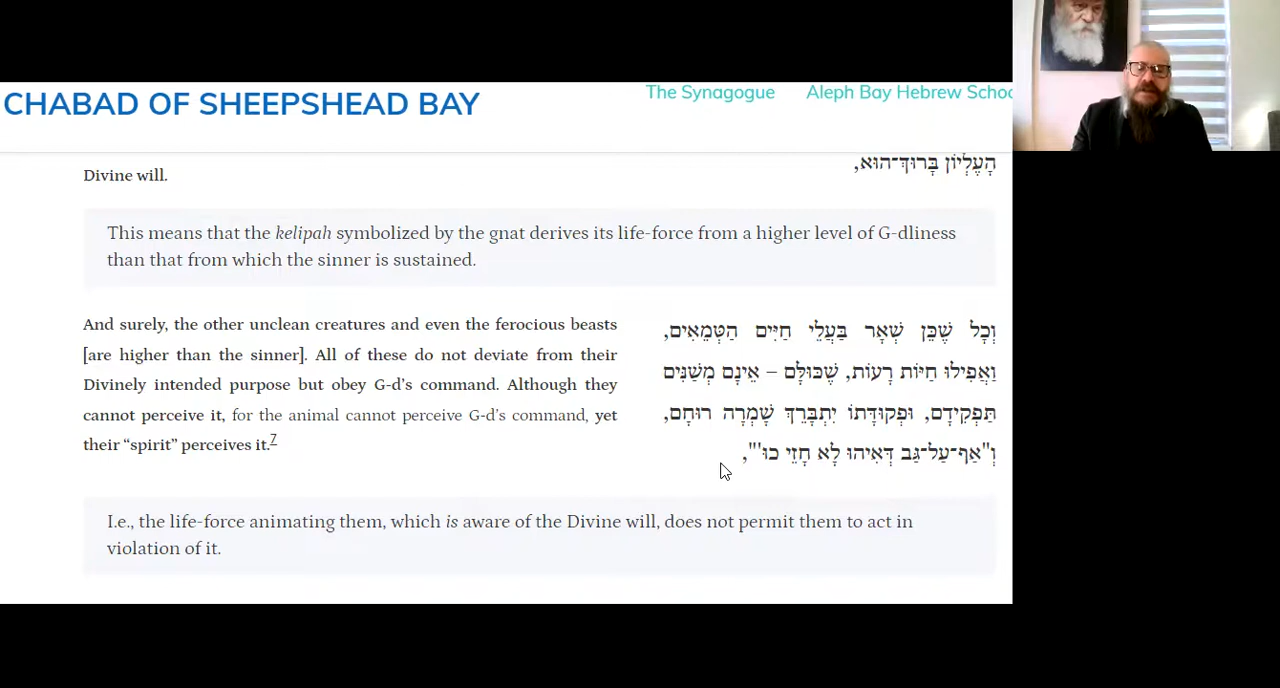 CHABAD OF SHEEPSHEAD BAY
The Synagogue Aleph Bay Hebrew Schoo
Divine will.
הָעֶלְיוֹן בָּרוּךְ־הוּא,
This means that the kelipah symbolized by the gnat derives its life-force from a higher level of G-dliness
than that from which the sinner is sustained.
And surely, the other unclean creatures and even the ferocious beasts
[are higher than the sinner]. All of these do not deviate from their
Divinely intended purpose but obey G-d's command. Although they
cannot perceive it, for the animal cannot perceive G-d's command, yet
their “spirit” perceives it.7
וְכָל שֶׁכֵּן שְׁאָר בַּעֲלֵי חַיִּים הַטְּמֵאִים,
וַאֲפִילוּ חַיּוֹת רָעוֹת, שֶׁכּוּלָּם – אֵינָם מְשַׁנִּים
תַּפְקִידָם, וּפְקוּדָּתוֹ יִתְבָּרֵךְ שָׁמְרָה רוּחָם,
וְ"אַף־עַל־גַּב דְּאִיהוּ לָא חָזֵי כוּ'",
I.e., the life-force animating them, which is aware of the Divine will, does not permit them to act in
violation of it.